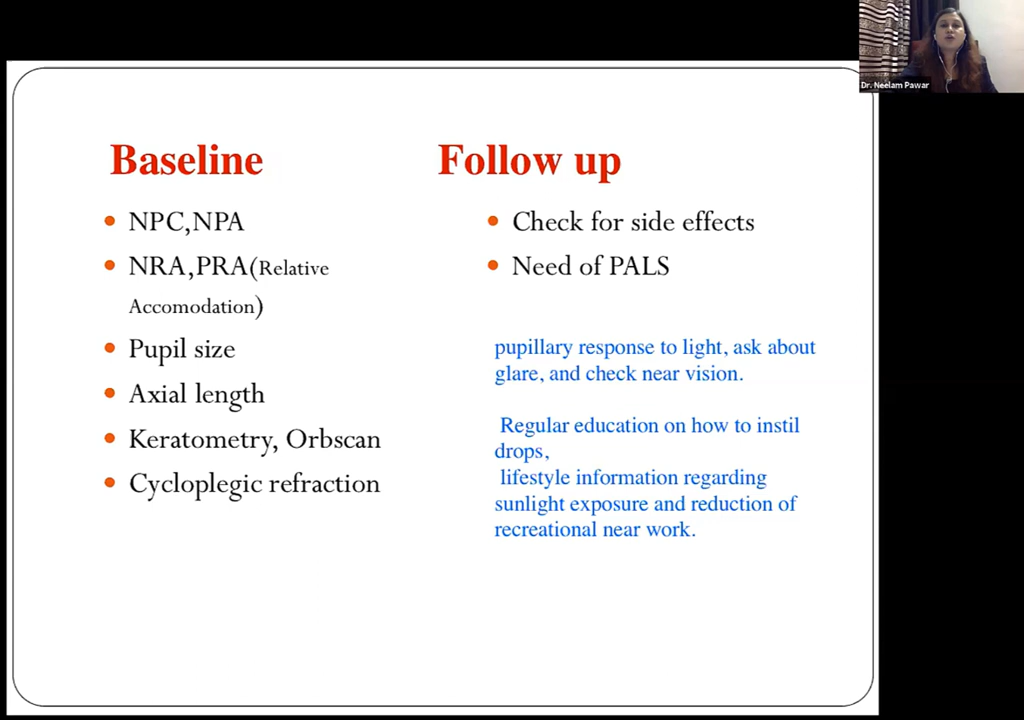 Dr. Neelam Pawar
Baseline
NPC,NPA
NRA,PRA(Relative
Accomodation)
Pupil size
Axial length
Keratometry, Orbscan
Cycloplegic refraction
Follow up
Check for side effects
Need of PALS
pupillary response to light, ask about
glare, and check near vision.
Regular education on how to instil
drops,
lifestyle information regarding
sunlight exposure and reduction of
recreational near work.